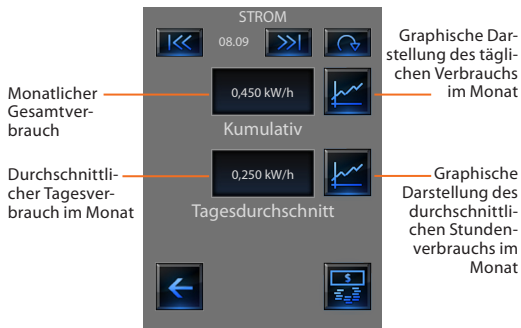 STROM
08.09
Graphische Dar-
stellung des tägli-
chen Verbrauchs
im Monat
Monatlicher
Gesamtver-
brauch
0,450 kW/h
Kumulativ
Durchschnittli-
cher Tagesver-
brauch im Monat
0,250 kW/h
Tagesdurchschnitt
Graphische
Darstellung des
durchschnittli-
chen Stunden-
verbrauchs im
Monat
$